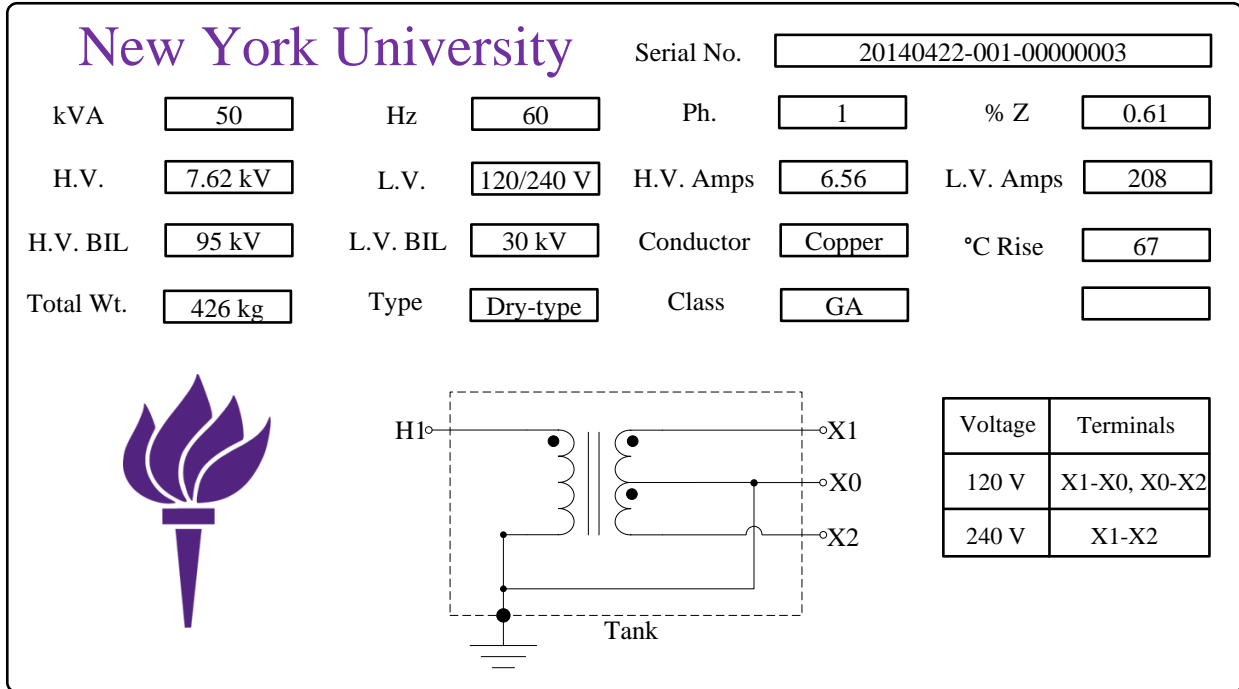 New York University Serial No. 20140422-001-00000003
kVA 50 Hz 60 Ph. 1 % Z 0.61
H.V. 7.62 kV L.V. 120/240 V H.V. Amps 6.56 L.V. Amps 208
H.V. BIL 95 kV L.V. BIL 30 kV Conductor Copper °C Rise 67
Total Wt. 426 kg Type Dry-type Class GA
H1 X1
X0
X2
Tank
Voltage Terminals
120 V X1-X0, X0-X2
240 V X1-X2